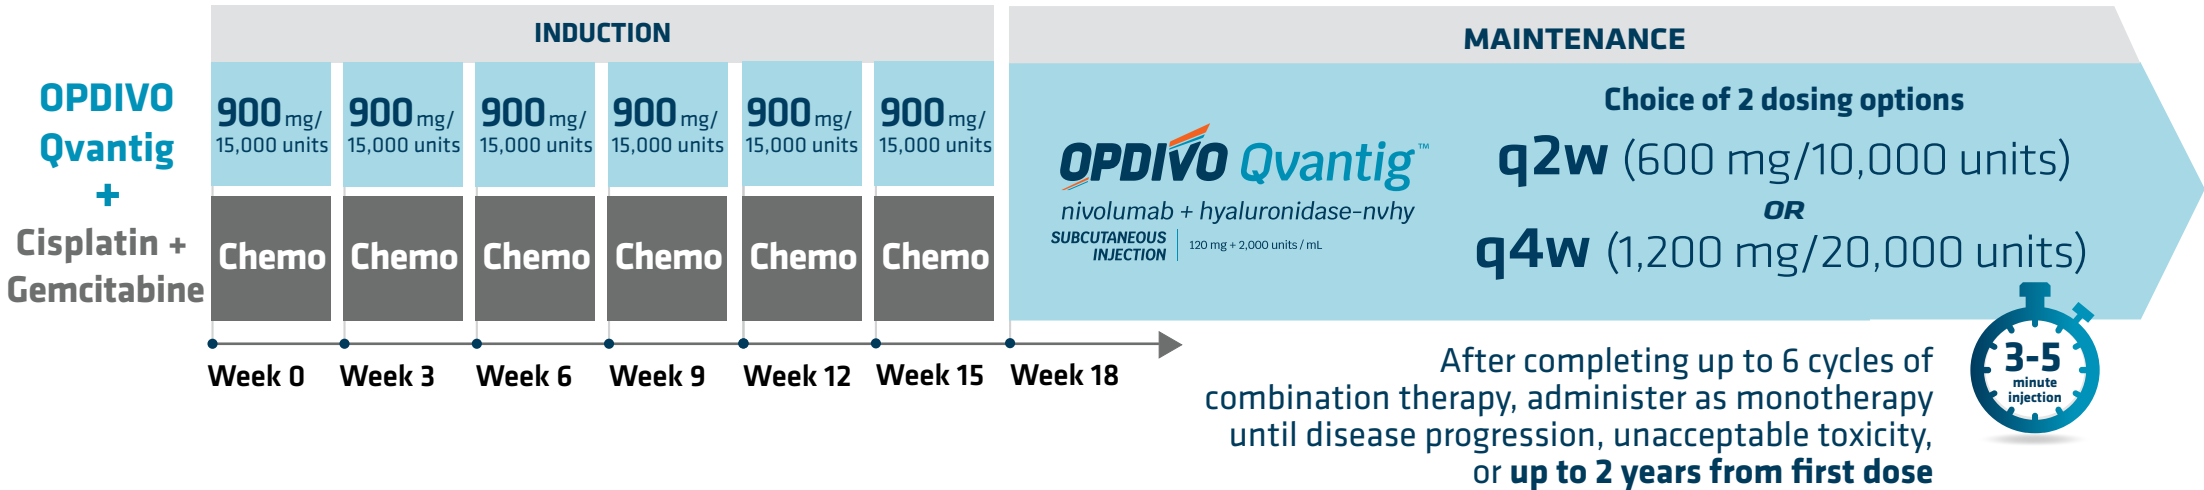 INDUCTION
MAINTENANCE
OPDIVO
Qvantig
+
Cisplatin +
Gemcitabine
900 mg/
15,000 units
900 mg/
15,000 units
900 mg/
15,000 units
900 mg/
15,000 units
900 mg/
15,000 units
900 mg/
15,000 units
Chemo
Chemo
Chemo
Chemo
Chemo
Chemo
Week 0
Week 3
Week 6
Week 9
Week 12
Week 15
Week 18
OPDIVO Qvantig™
nivolumab + hyaluronidase-nvhy
SUBCUTANEOUS
INJECTION
120 mg + 2,000 units / mL
Choice of 2 dosing options
q2w (600 mg/10,000 units)
OR
q4w (1,200 mg/20,000 units)
After completing up to 6 cycles of
combination therapy, administer as monotherapy
until disease progression, unacceptable toxicity,
or up to 2 years from first dose
3-5
minute
injection